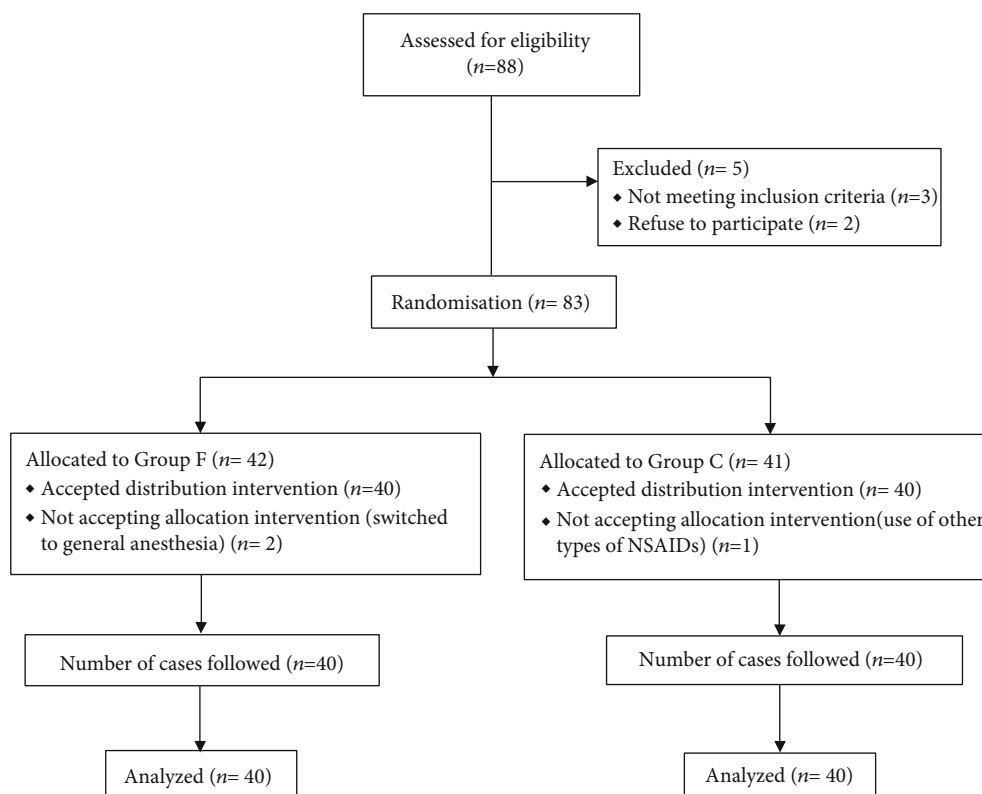 Assessed for eligibility
(n=88)
Excluded (n= 5)
◆ Not meeting inclusion criteria (n=3)
◆ Refuse to participate (n= 2)
Randomisation (n= 83)
Allocated to Group F (n= 42)
◆ Accepted distribution intervention (n=40)
◆ Not accepting allocation intervention (switched
to general anesthesia) (n= 2)
Allocated to Group C (n= 41)
◆ Accepted distribution intervention (n= 40)
◆ Not accepting allocation intervention(use of other
types of NSAIDs) (n=1)
Number of cases followed (n=40)
Number of cases followed (n=40)
Analyzed (n= 40)
Analyzed (n= 40)